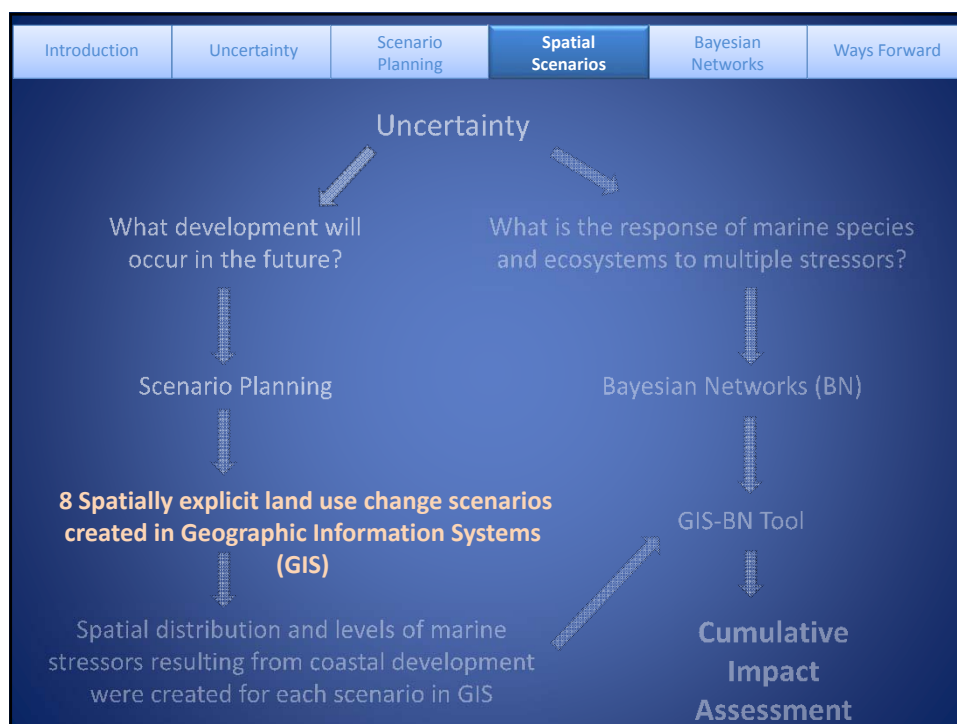 Introduction
Uncertainty
Scenario
Planning
Spatial
Scenarios
Bayesian
Networks
Ways Forward
Uncertainty
What development will
occur in the future?
What is the response of marine species
and ecosystems to multiple stressors?
Scenario Planning
Bayesian Networks (BN)
8 Spatially explicit land use change scenarios
created in Geographic Information Systems
(GIS)
GIS-BN Tool
Spatial distribution and levels of marine
stressors resulting from coastal development
were created for each scenario in GIS
Cumulative
Impact
Assessment